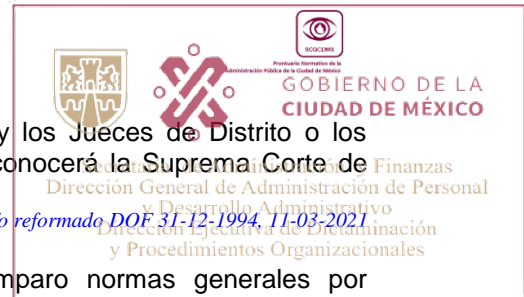 SCGCDMX
Prontuario Normativo de la
Administración Pública de la Ciudad de México
GOBIERNO DE LA
CIUDAD DE MÉXICO
y los Jueces de Distrito o los
conocerá la Suprema Corte de
y Finanzas
Dirección General de Administración de Personal
y Desarrollo Administrativo
o reformado DOF 31-12-1994, 11-03-2021
Dirección Ejecutiva de Dictaminación
y Procedimientos Organizacionales
mparo normas generales por